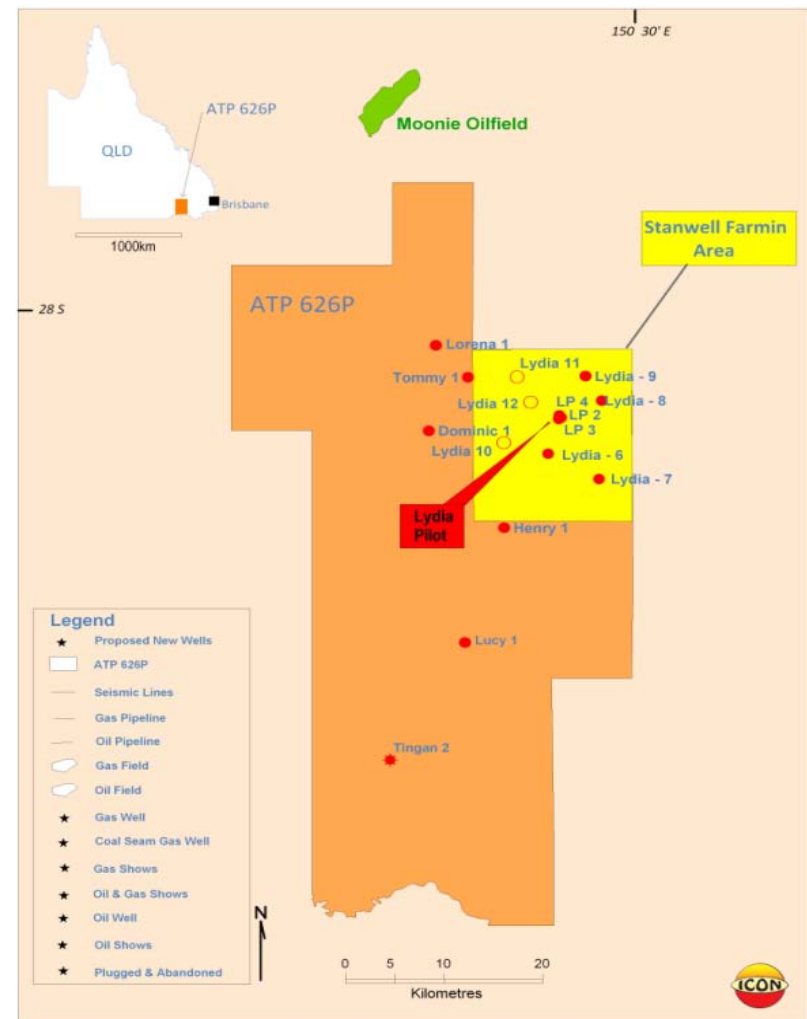 150 30' E
ATP 626P
QLD
Brisbane
1000km
Moonie Oilfield
Stanwell Farmin
Area
28 S
ATP 626P
Lorena 1
Lydia 11
Tommy 1
Lydia - 9
Lydia 12
LP 4
Lydia - 8
LP 2
Dominic 1
LP 3
Lydia 10
Lydia - 6
Lydia - 7
Lydia
Pilot
Henry 1
Lucy 1
Tingan 2
Legend
Proposed New Wells
ATP 626P
Seismic Lines
Gas Pipeline
Oil Pipeline
Gas Field
Oil Field
Gas Well
Coal Seam Gas Well
Gas Shows
Oil & Gas Shows
Oil Well
Oil Shows
Plugged & Abandoned
N
0 5 10 20
Kilometres
ICON